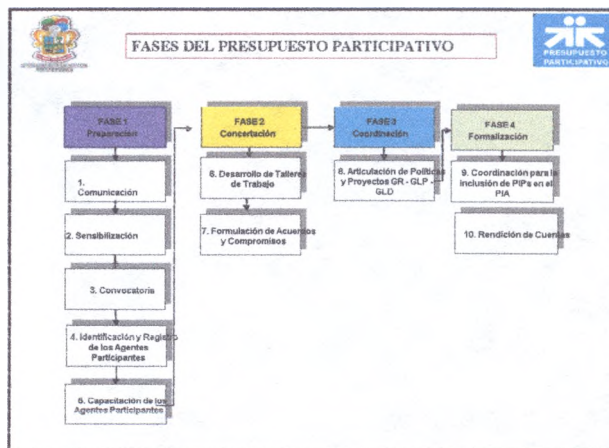 FASES DEL PRESUPUESTO PARTICIPATIVO
PRESUPUESTO
PARTICIPATIVO
FASE 1
Preparación
1.
Comunicación
2. Sensibilización
3. Convocatoria
4. Identificación y Registro
de los Agentes
Participantes
5. Capacitación de los
Agentes Participantes
FASE 2
Concertación
6. Desarrollo de Talleres
de Trabajo
7. Formulación de Acuerdos
y Compromisos
FASE 3
Coordinación
8. Articulación de Políticas
y Proyectos GR - GLP -
GLD
FASE 4
Formalización
9. Coordinación para la
inclusión de PIPs en el
PIA
10. Rendición de Cuentas